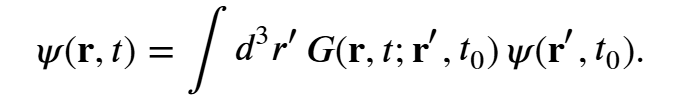 ψ(𝐫, t) = ∫ d³r′ G(𝐫, t; 𝐫′, t₀) ψ(𝐫′, t₀).